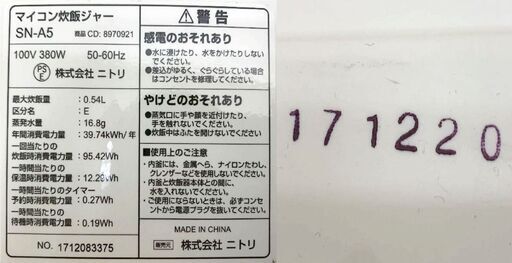 マイコン炊飯ジャー
SN-A5 商品CD: 8970921
100V 380W 50-60Hz
PS E 株式会社 ニトリ
最大炊飯量 : 0.54L
区分名 : E
蒸発水量 : 16.8g
年間消費電力量 : 39.74kWh/年
一回当たりの
炊飯時消費電力量 : 95.42Wh
一時間当たりの
保温時消費電力量 : 12.29Wh
一時間当たりのタイマー
予約時消費電力量 : 0.27Wh
一時間当たりの
待機時消費電力量 : 0.19Wh
NO. 1712083375
⚠警告
感電のおそれあり
●水に浸けたり、水をかけたりしない
でください。
●差込がゆるく、ぐらぐらしている場合
はコンセントを修理してください。
やけどのおそれあり
●蒸気口に手や顔を近付けたり、
手を触れないでください。
●炊飯中はふたを開けないでください。
■使用上のご注意
・内釜には、金属へら、ナイロンたわし、
クレンザーなどを使用しないでください。
・内釜と炊飯器本体との間に、
水を入れないでください。
・ご使用にならないときは、必ずコンセ
ントから電源プラグを抜いてください。
MADE IN CHINA
販売元 株式会社 ニトリ
171220